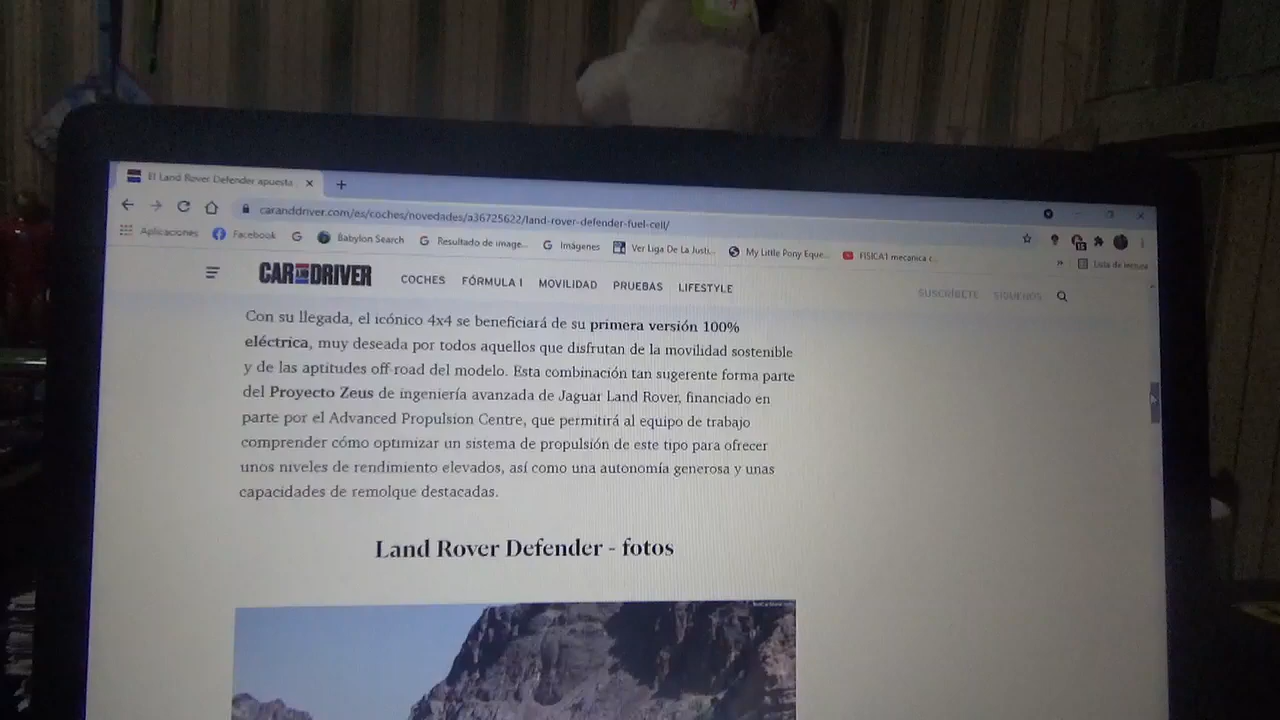 El Land Rover Defender apuesta
caranddriver.com/es/coches/novedades/a36725622/land-rover-defender-fuel-cell/
Aplicaciones Facebook Babylon Search Resultado de image... Imágenes Ver Liga De La Justi... My Little Pony Eque... FISICA1 mecanica c... » Lista de lectura
CAR AND DRIVER COCHES FÓRMULA 1 MOVILIDAD PRUEBAS LIFESTYLE SUSCRÍBETE SÍGUENOS
Con su llegada, el icónico 4x4 se beneficiará de su primera versión 100%
eléctrica, muy deseada por todos aquellos que disfrutan de la movilidad sostenible
y de las aptitudes off-road del modelo. Esta combinación tan sugerente forma parte
del Proyecto Zeus de ingeniería avanzada de Jaguar Land Rover, financiado en
parte por el Advanced Propulsion Centre, que permitirá al equipo de trabajo
comprender cómo optimizar un sistema de propulsión de este tipo para ofrecer
unos niveles de rendimiento elevados, así como una autonomía generosa y unas
capacidades de remolque destacadas.
Land Rover Defender - fotos